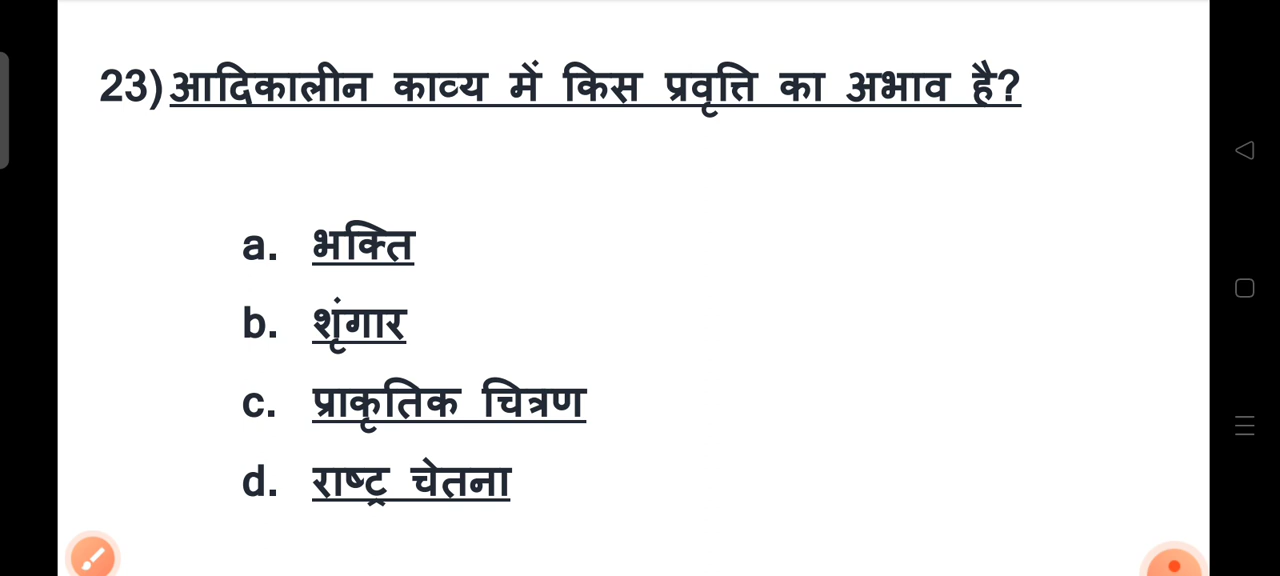 23) आदिकालीन काव्य में किस प्रवृत्ति का अभाव है?
a. भक्ति
b. शृंगार
c. प्राकृतिक चित्रण
d. राष्ट्र चेतना